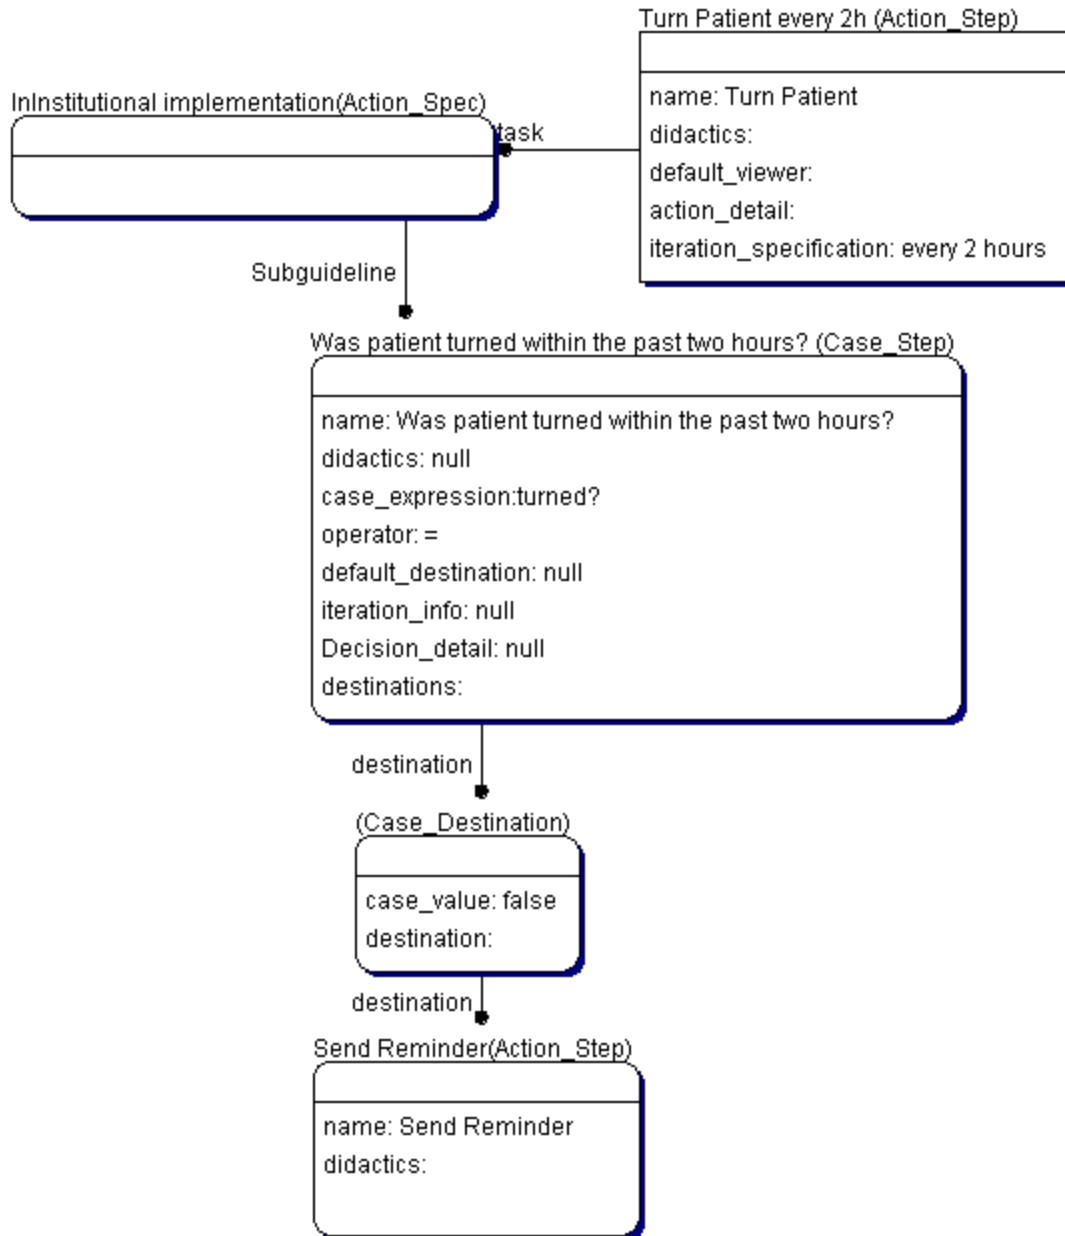 Turn Patient every 2h (Action_Step)
name: Turn Patient
didactics:
default_viewer:
action_detail:
iteration_specification: every 2 hours
InInstitutional implementation(Action_Spec)
task
Subguideline
Was patient turned within the past two hours? (Case_Step)
name: Was patient turned within the past two hours?
didactics: null
case_expression:turned?
operator: =
default_destination: null
iteration_info: null
Decision_detail: null
destinations:
destination
(Case_Destination)
case_value: false
destination:
destination
Send Reminder(Action_Step)
name: Send Reminder
didactics: